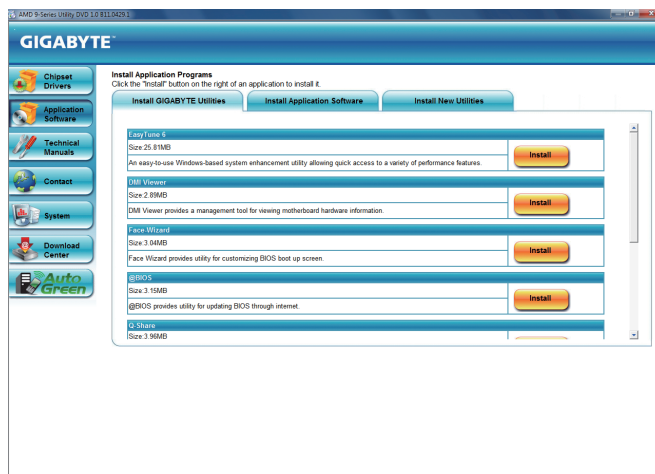 AMD 9-Series Utility DVD 1.0 B11.0429.1
GIGABYTE™
Chipset
Drivers
Application
Software
Technical
Manuals
Contact
System
Download
Center
Auto
Green
Install Application Programs
Click the "Install" button on the right of an application to install it.
Install GIGABYTE Utilities
Install Application Software
Install New Utilities
EasyTune 6
Size:25.81MB
An easy-to-use Windows-based system enhancement utility allowing quick access to a variety of performance features.
Install
DMI Viewer
Size:2.89MB
DMI Viewer provides a management tool for viewing motherboard hardware information.
Install
Face-Wizard
Size:3.04MB
Face Wizard provides utility for customizing BIOS boot up screen.
Install
@BIOS
Size:3.15MB
@BIOS provides utility for updating BIOS through internet.
Install
Q-Share
Size:3.96MB